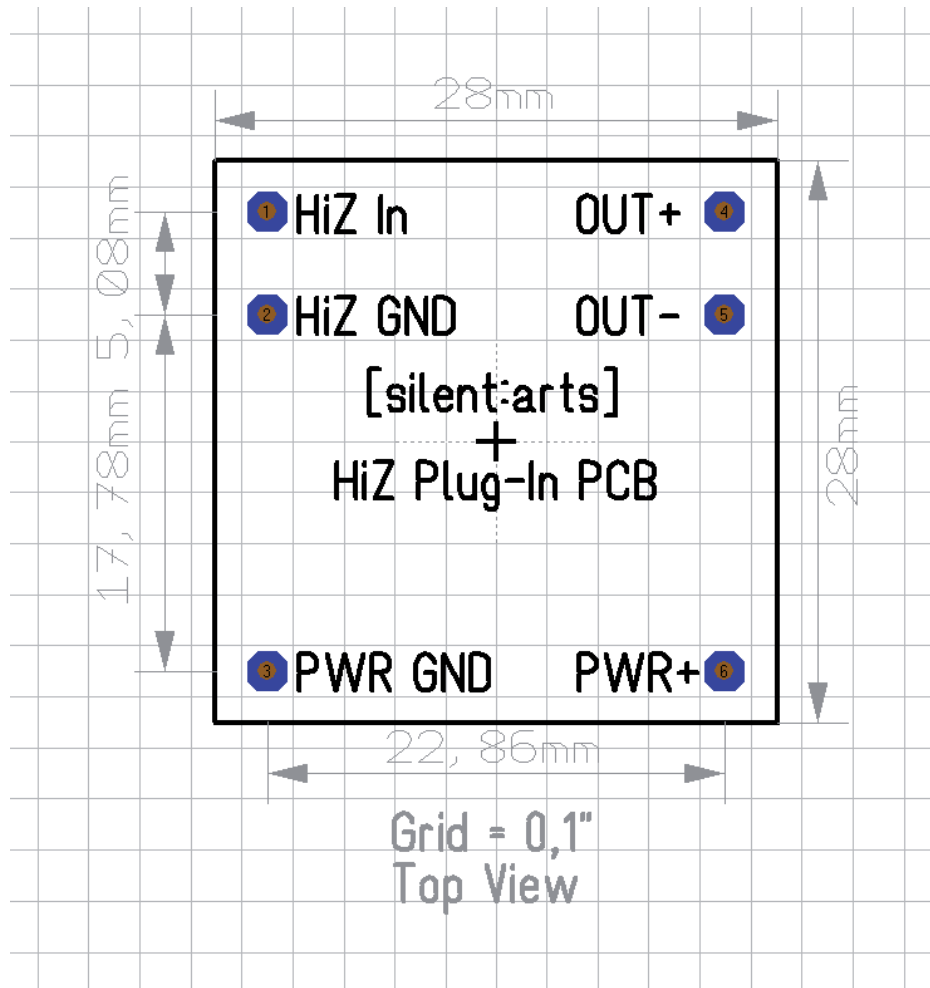 28mm
1 HiZ In OUT+ 4
5,08mm
2 HiZ GND OUT- 5
[silent:arts]
28mm
17,78mm
HiZ Plug-In PCB
3 PWR GND PWR+ 6
22,86mm
Grid = 0,1"
Top View